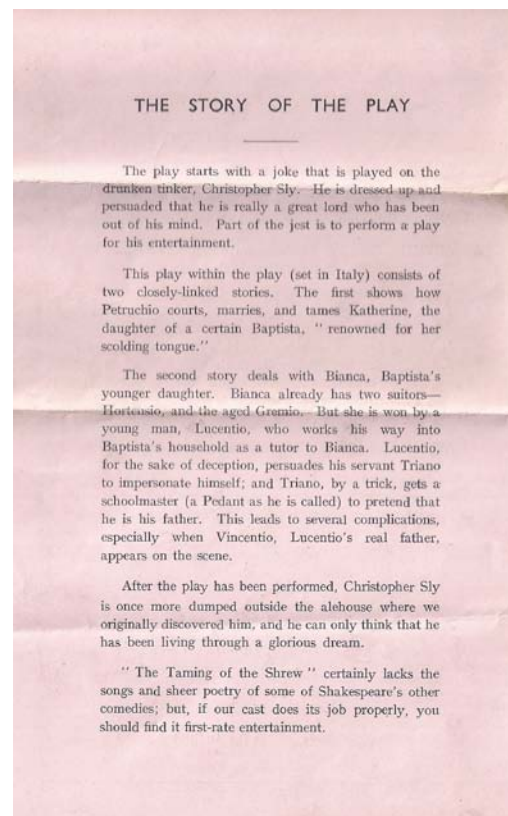 THE STORY OF THE PLAY
The play starts with a joke that is played on the
drunken tinker, Christopher Sly. He is dressed up and
persuaded that he is really a great lord who has been
out of his mind. Part of the jest is to perform a play
for his entertainment.
This play within the play (set in Italy) consists of
two closely-linked stories. The first shows how
Petruchio courts, marries, and tames Katherine, the
daughter of a certain Baptista, " renowned for her
scolding tongue."
The second story deals with Bianca, Baptista's
younger daughter. Bianca already has two suitors—
Hortensio, and the aged Gremio. But she is won by a
young man, Lucentio, who works his way into
Baptista's household as a tutor to Bianca. Lucentio,
for the sake of deception, persuades his servant Triano
to impersonate himself; and Triano, by a trick, gets a
schoolmaster (a Pedant as he is called) to pretend that
he is his father. This leads to several complications,
especially when Vincentio, Lucentio's real father,
appears on the scene.
After the play has been performed, Christopher Sly
is once more dumped outside the alehouse where we
originally discovered him, and he can only think that he
has been living through a glorious dream.
" The Taming of the Shrew " certainly lacks the
songs and sheer poetry of some of Shakespeare's other
comedies; but, if our cast does its job properly, you
should find it first-rate entertainment.